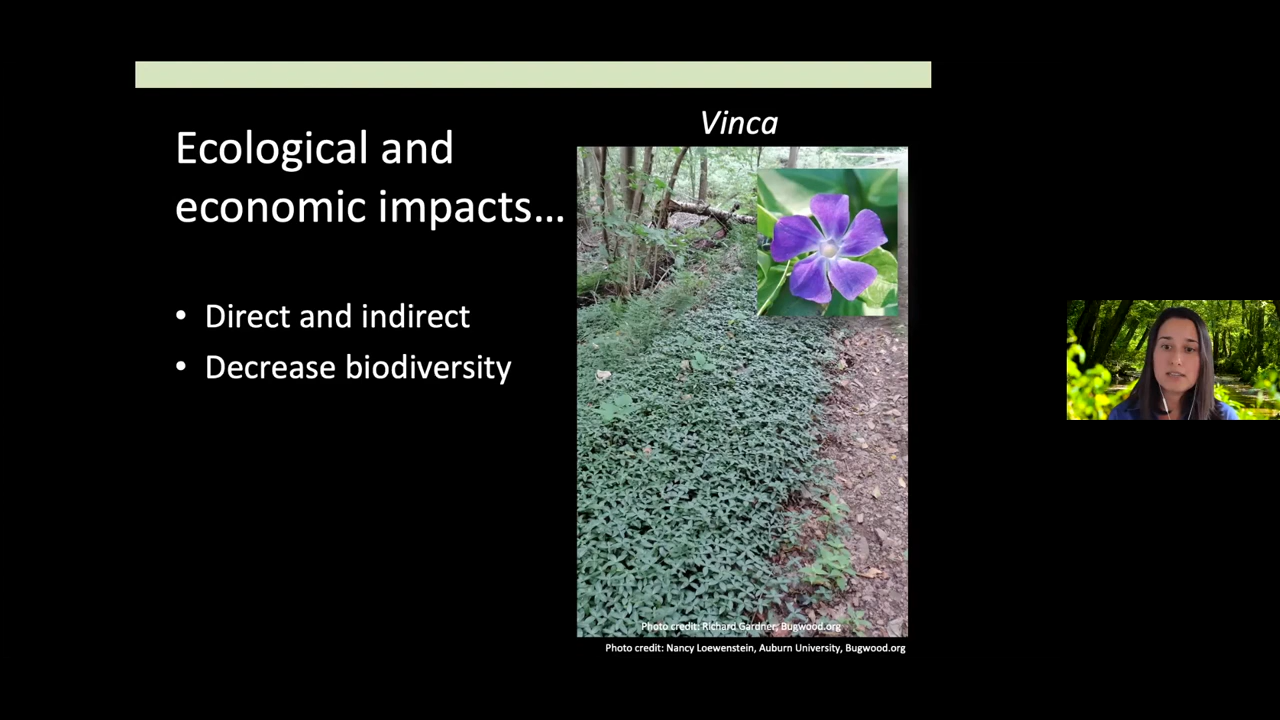 Ecological and
economic impacts…
• Direct and indirect
• Decrease biodiversity
Vinca
Photo credit: Richard Gardner, Bugwood.org
Photo credit: Nancy Loewenstein, Auburn University, Bugwood.org